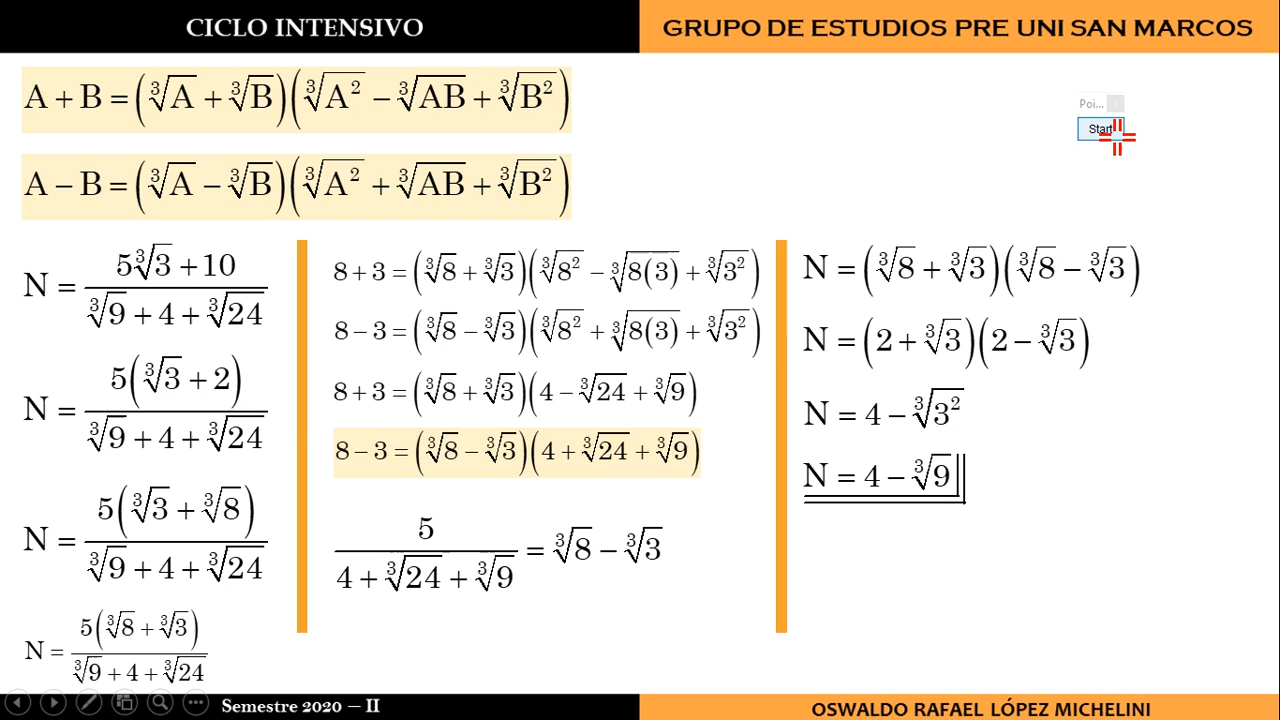 CICLO INTENSIVO
GRUPO DE ESTUDIOS PRE UNI SAN MARCOS
A + B = (∛A + ∛B)(∛A² − ∛AB + ∛B²)
A − B = (∛A − ∛B)(∛A² + ∛AB + ∛B²)
Poi... x
Start
N = (5∛3 + 10)/(∛9 + 4 + ∛24)
N = 5(∛3 + 2)/(∛9 + 4 + ∛24)
N = 5(∛3 + ∛8)/(∛9 + 4 + ∛24)
N = 5(∛8 + ∛3)/(∛9 + 4 + ∛24)
8 + 3 = (∛8 + ∛3)(∛8² − ∛8(3) + ∛3²)
8 − 3 = (∛8 − ∛3)(∛8² + ∛8(3) + ∛3²)
8 + 3 = (∛8 + ∛3)(4 − ∛24 + ∛9)
8 − 3 = (∛8 − ∛3)(4 + ∛24 + ∛9)
5/(4 + ∛24 + ∛9) = ∛8 − ∛3
N = (∛8 + ∛3)(∛8 − ∛3)
N = (2 + ∛3)(2 − ∛3)
N = 4 − ∛3²
N = 4 − ∛9
Semestre 2020 – II
OSWALDO RAFAEL LÓPEZ MICHELINI